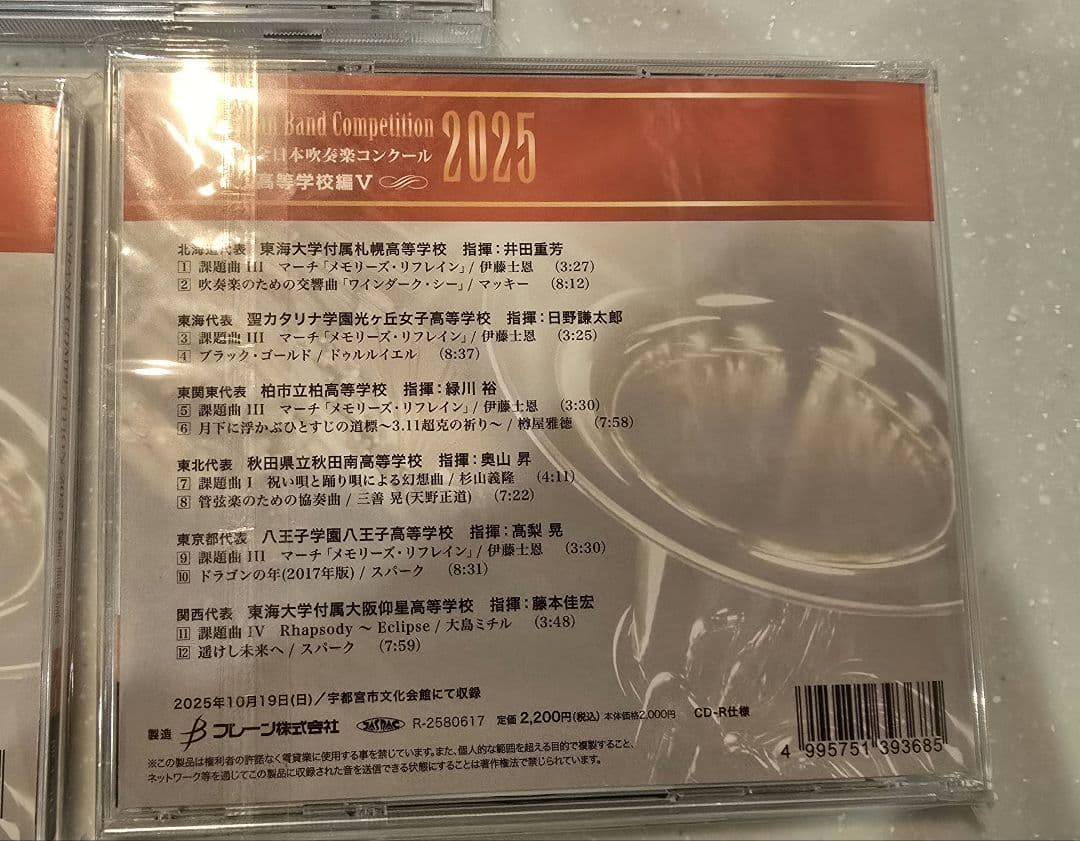 Band Competition
2025
全日本吹奏楽コンクール
高等学校編V
北海道代表 東海大学付属札幌高等学校 指揮:井田重芳
1 課題曲 III マーチ「メモリーズ・リフレイン」/ 伊藤士恩 (3:27)
2 吹奏楽のための交響曲「ワインダーク・シー」/ マッキー (8:12)
東海代表 聖カタリナ学園光ヶ丘女子高等学校 指揮:日野謙太郎
3 課題曲 III マーチ「メモリーズ・リフレイン」/ 伊藤士恩 (3:25)
4 ブラック・ゴールド / ドゥルルイエル (8:37)
東関東代表 柏市立柏高等学校 指揮:緑川 裕
5 課題曲 III マーチ「メモリーズ・リフレイン」/ 伊藤士恩 (3:30)
6 月下に浮かぶひとすじの道標〜3.11超克の祈り〜 / 樽屋雅徳 (7:58)
東北代表 秋田県立秋田南高等学校 指揮:奥山 昇
7 課題曲 I 祝い唄と踊り唄による幻想曲 / 杉山義隆 (4:11)
8 管弦楽のための協奏曲 / 三善 晃(天野正道) (7:22)
東京都代表 八王子学園八王子高等学校 指揮:髙梨 晃
9 課題曲 III マーチ「メモリーズ・リフレイン」/ 伊藤士恩 (3:30)
10 ドラゴンの年(2017年版) / スパーク (8:31)
関西代表 東海大学付属大阪仰星高等学校 指揮:藤本佳宏
11 課題曲 IV Rhapsody 〜 Eclipse / 大島ミチル (3:48)
12 遥けし未来へ / スパーク (7:59)
2025年10月19日(日)/宇都宮市文化会館にて収録
製造 ブレーン株式会社 JASRAC R-2580617 定価 2,200円(税込) 本体価格2,000円 CD-R仕様
4 995751 393685
※この製品は権利者の許諾なく賃貸業に使用する事を禁じています。また、個人的な範囲を超える目的で複製すること、
ネットワーク等を通じてこの製品に収録された音を送信できる状態にすることは著作権法で禁じられています。